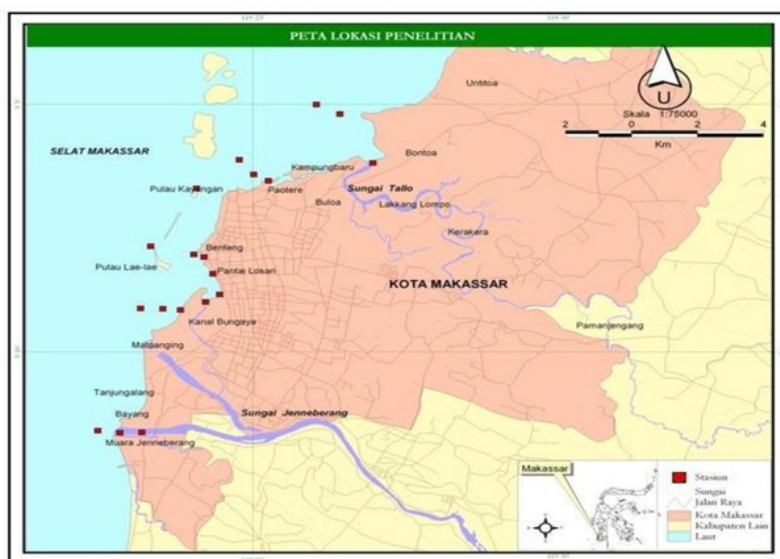 PETA LOKASI PENELITIAN
Untitoa
U
Skala 1:75000
2 0 2 4
Km
SELAT MAKASSAR
Bontoa
Kampungbaru
Pulau Kayangan
Paotere
Sungai Tallo
Buloa
Lakkang Lompo
Kerakera
Benteng
Pulau Lae-lae
Pantai Losari
KOTA MAKASSAR
Kanal Bungaya
Pamanjengang
Tanjungalang
Bayang
Sungai Jenneberang
Muara Jenneberang
Makassar
Stasiun
Sungai
Jalan Raya
Kota Makassar
Kabupaten Lain
Laut